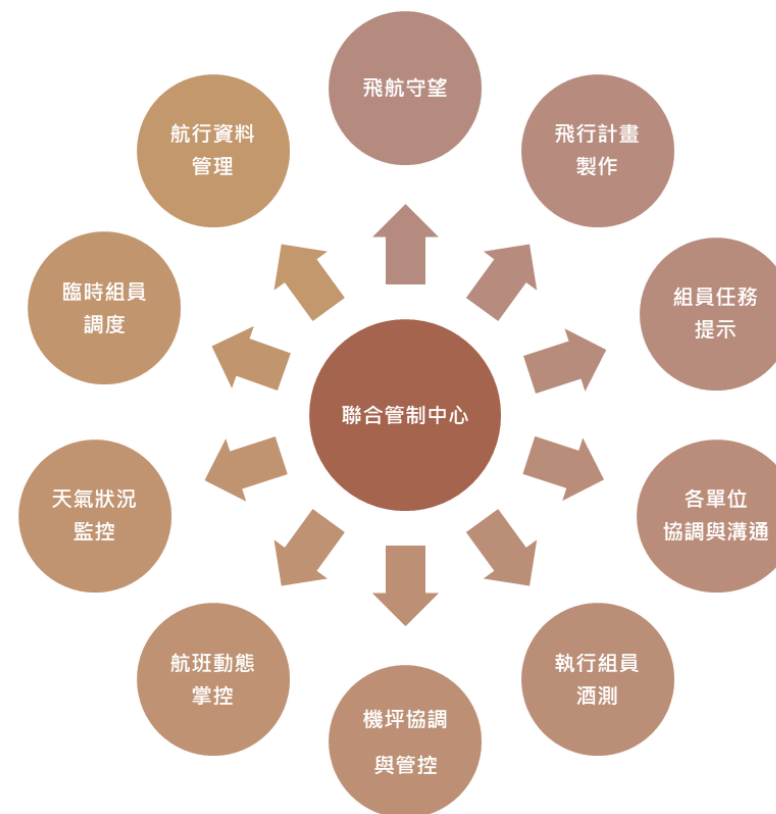 飛航守望
飛行計畫
製作
組員任務
提示
各單位
協調與溝通
執行組員
酒測
機坪協調
與管控
航班動態
掌控
天氣狀況
監控
臨時組員
調度
航行資料
管理
聯合管制中心